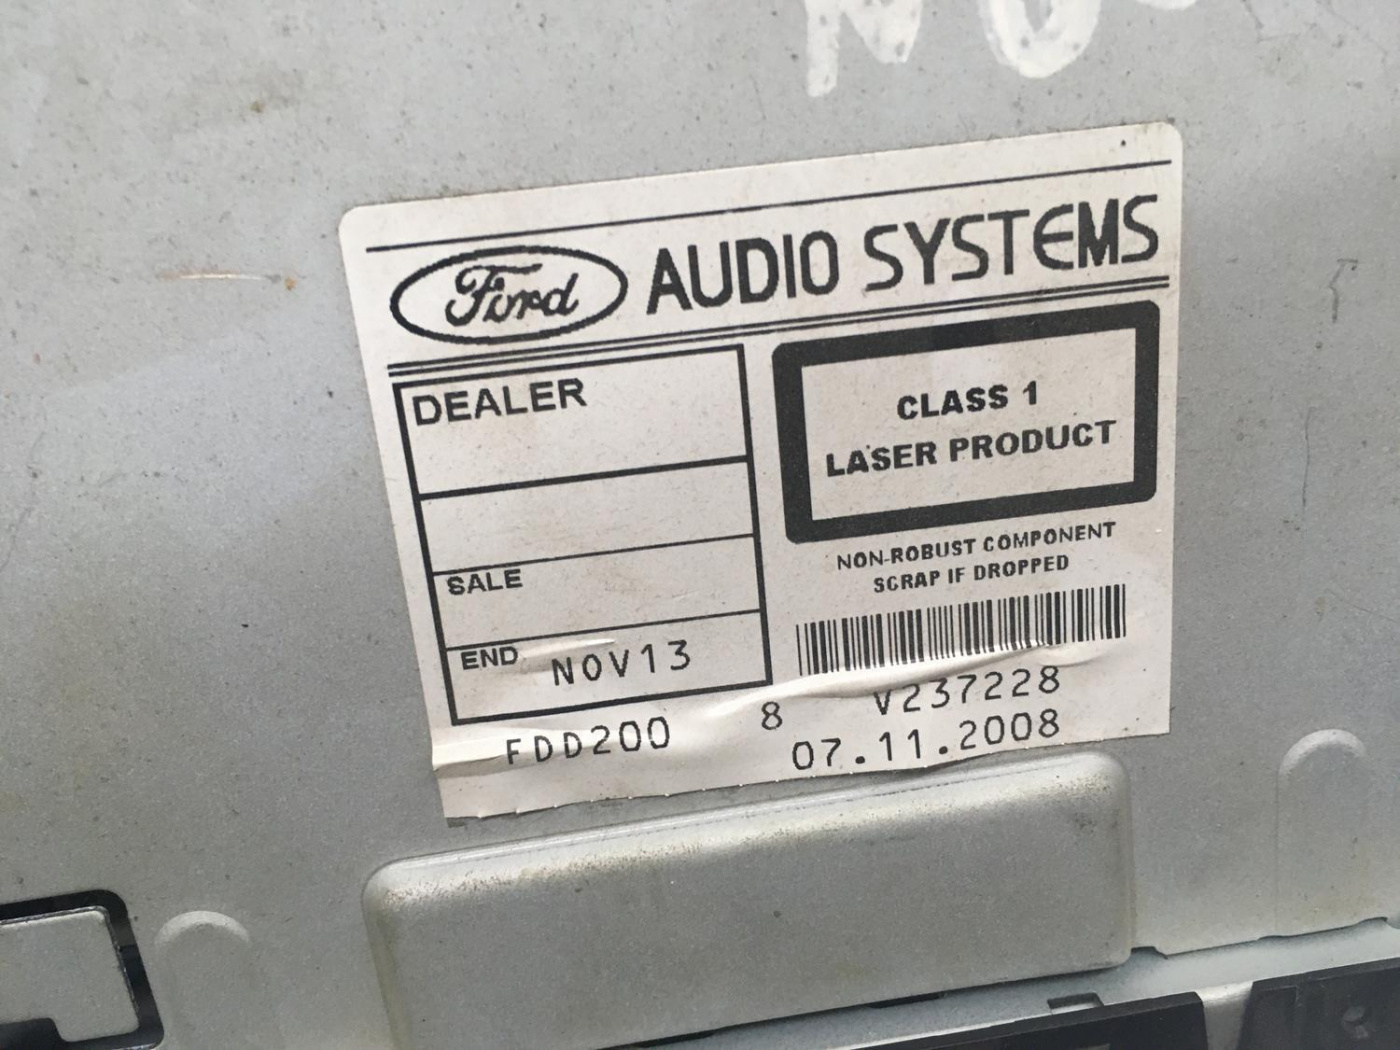 Ford AUDIO SYSTEMS
DEALER
SALE
END NOV13
CLASS 1
LASER PRODUCT
NON-ROBUST COMPONENT
SCRAP IF DROPPED
V237228
FDD200 8 07.11.2008